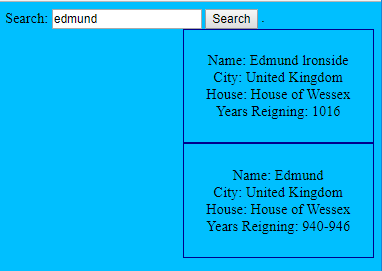 Search: edmund Search .
Name: Edmund Ironside
City: United Kingdom
House: House of Wessex
Years Reigning: 1016
Name: Edmund
City: United Kingdom
House: House of Wessex
Years Reigning: 940-946